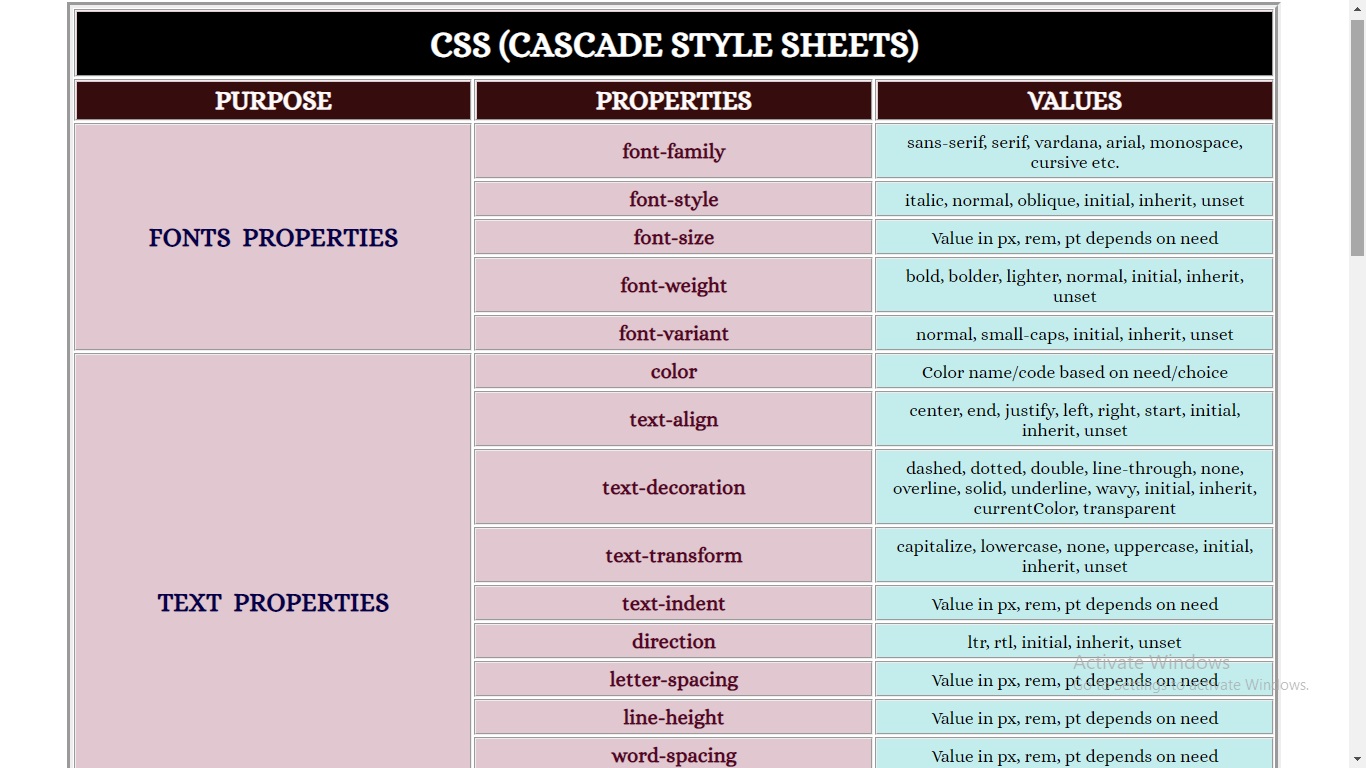 CSS (CASCADE STYLE SHEETS)
PURPOSE PROPERTIES VALUES
FONTS PROPERTIES
font-family
sans-serif, serif, vardana, arial, monospace,
cursive etc.
font-style
italic, normal, oblique, initial, inherit, unset
font-size
Value in px, rem, pt depends on need
font-weight
bold, bolder, lighter, normal, initial, inherit,
unset
font-variant
normal, small-caps, initial, inherit, unset
TEXT PROPERTIES
color
Color name/code based on need/choice
text-align
center, end, justify, left, right, start, initial,
inherit, unset
text-decoration
dashed, dotted, double, line-through, none,
overline, solid, underline, wavy, initial, inherit,
currentColor, transparent
text-transform
capitalize, lowercase, none, uppercase, initial,
inherit, unset
text-indent
Value in px, rem, pt depends on need
direction
ltr, rtl, initial, inherit, unset
letter-spacing
Value in px, rem, pt depends on need
line-height
Value in px, rem, pt depends on need
word-spacing
Value in px, rem, pt depends on need
Activate Windows
Go to Settings to activate Windows.